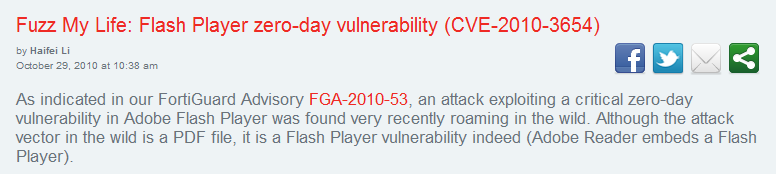 Fuzz My Life: Flash Player zero-day vulnerability (CVE-2010-3654)
by Haifei Li
October 29, 2010 at 10:38 am
As indicated in our FortiGuard Advisory FGA-2010-53, an attack exploiting a critical zero-day
vulnerability in Adobe Flash Player was found very recently roaming in the wild. Although the attack
vector in the wild is a PDF file, it is a Flash Player vulnerability indeed (Adobe Reader embeds a Flash
Player).